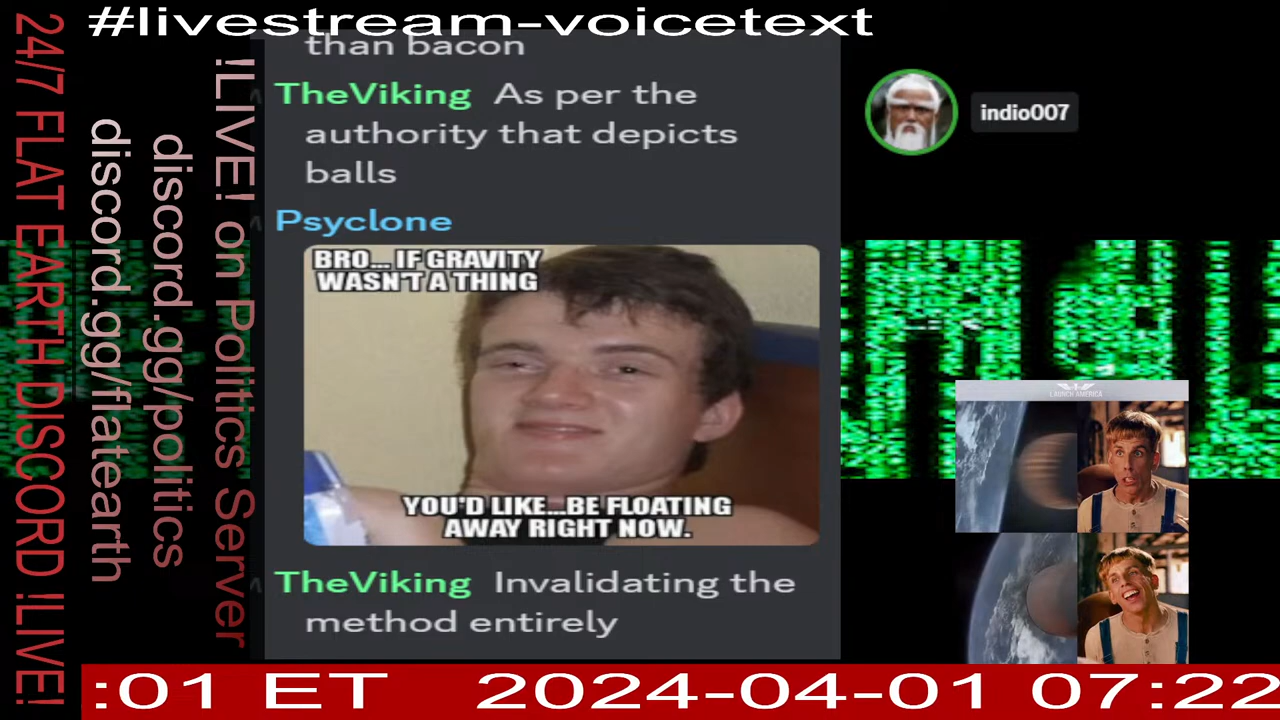 #livestream-voicetext
24/7 FLAT EARTH DISCORD !LIVE!
discord.gg/flatearth
discord.gg/politics
!LIVE! on Politics Server
than bacon
TheViking As per the
authority that depicts
balls
Psyclone
BRO... IF GRAVITY
WASN'T A THING
YOU'D LIKE...BE FLOATING
AWAY RIGHT NOW.
TheViking Invalidating the
method entirely
indio007
LAUNCH AMERICA
:01 ET 2024-04-01 07:22